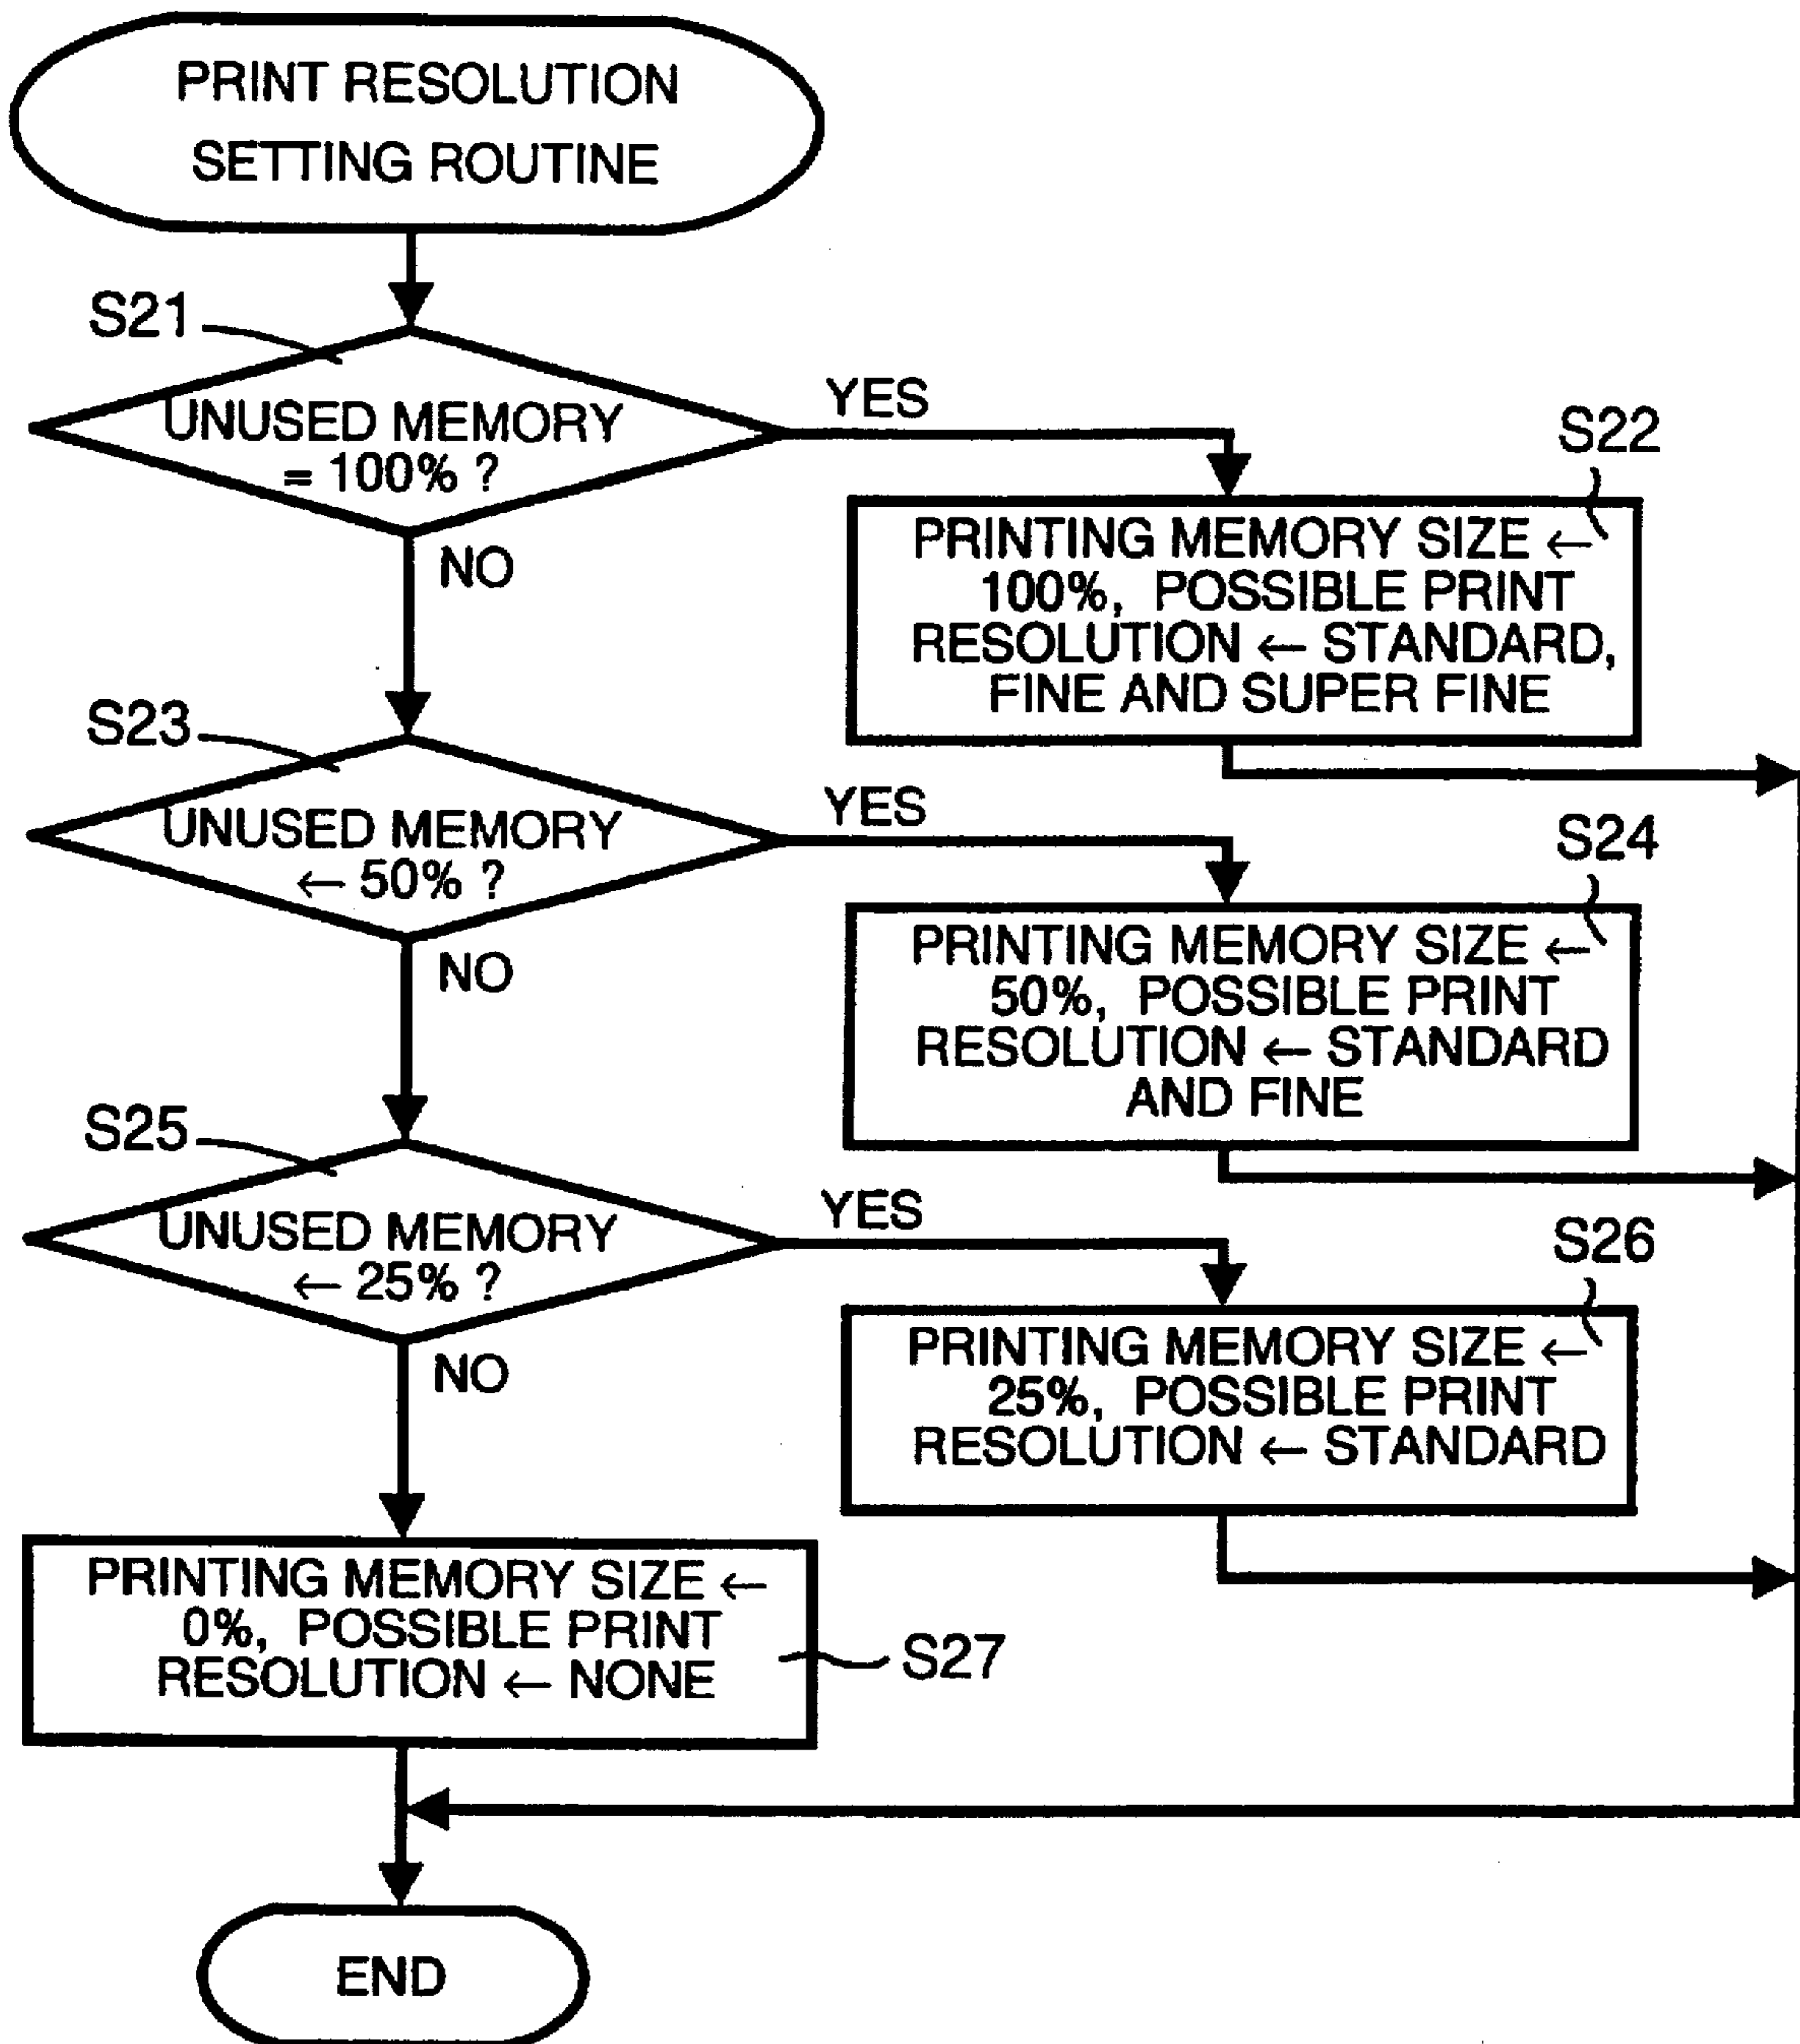 PRINT RESOLUTION
SETTING ROUTINE
S21
UNUSED MEMORY
= 100% ?
YES
NO
S22
PRINTING MEMORY SIZE ←
100%, POSSIBLE PRINT
RESOLUTION ← STANDARD,
FINE AND SUPER FINE
S23
UNUSED MEMORY
← 50% ?
YES
NO
S24
PRINTING MEMORY SIZE ←
50%, POSSIBLE PRINT
RESOLUTION ← STANDARD
AND FINE
S25
UNUSED MEMORY
← 25% ?
YES
NO
S26
PRINTING MEMORY SIZE ←
25%, POSSIBLE PRINT
RESOLUTION ← STANDARD
PRINTING MEMORY SIZE ←
0%, POSSIBLE PRINT
RESOLUTION ← NONE
S27
END